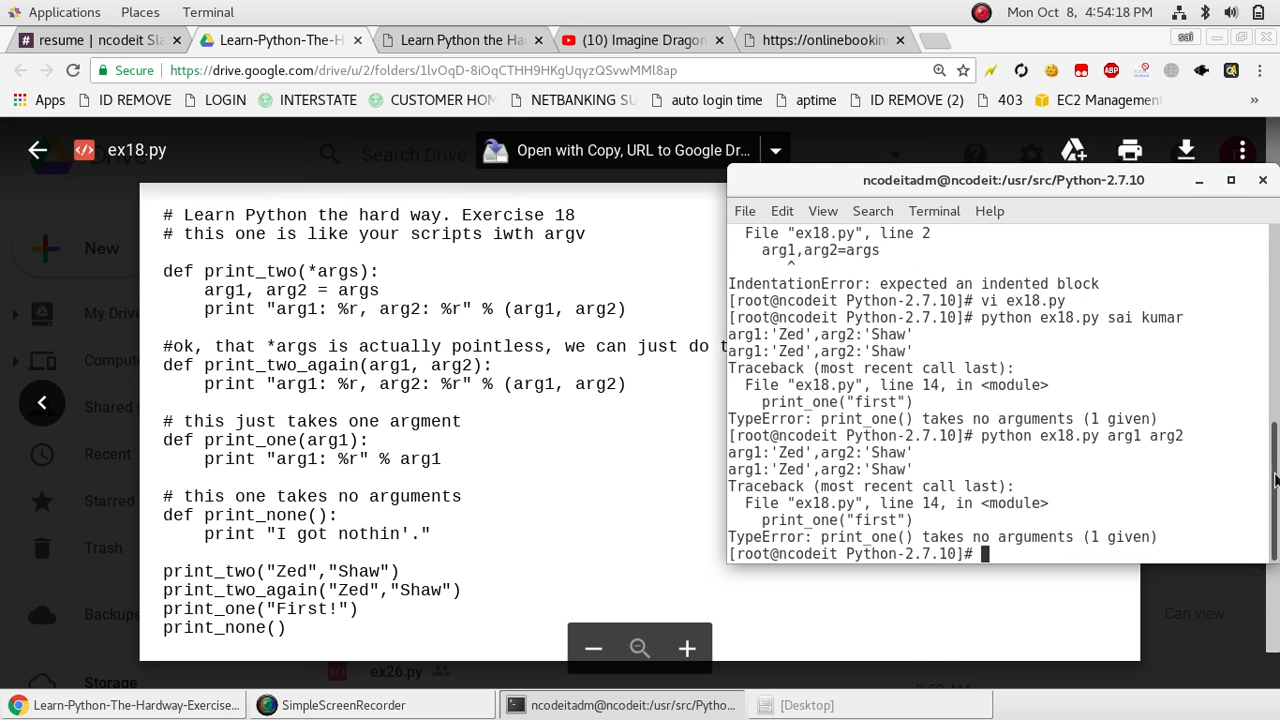 Applications Places Terminal Mon Oct 8, 4:54:18 PM
# resume | ncodeit Sla Learn-Python-The-H Learn Python the Ha (10) Imagine Dragon https://onlinebookin sai
Secure https://drive.google.com/drive/u/2/folders/1lvOqD-8iOqCTHH9HKgUqyzQSvwMMl8ap ABP
Apps ID REMOVE LOGIN INTERSTATE CUSTOMER HOM NETBANKING SU auto login time aptime ID REMOVE (2) 403 EC2 Management »
ex18.py Search Drive Open with Copy, URL to Google Dr...
New
My Drive
Comput
Shared w
Recent
Starred
Trash
Backups
Storage
# Learn Python the hard way. Exercise 18
# this one is like your scripts iwth argv
def print_two(*args):
arg1, arg2 = args
print "arg1: %r, arg2: %r" % (arg1, arg2)
#ok, that *args is actually pointless, we can just do t
def print_two_again(arg1, arg2):
print "arg1: %r, arg2: %r" % (arg1, arg2)
# this just takes one argment
def print_one(arg1):
print "arg1: %r" % arg1
# this one takes no arguments
def print_none():
print "I got nothin'."
print_two("Zed","Shaw")
print_two_again("Zed","Shaw")
print_one("First!")
print_none()
ex26.py
Can view
ncodeitadm@ncodeit:/usr/src/Python-2.7.10
File Edit View Search Terminal Help
File "ex18.py", line 2
arg1,arg2=args
^
IndentationError: expected an indented block
[root@ncodeit Python-2.7.10]# vi ex18.py
[root@ncodeit Python-2.7.10]# python ex18.py sai kumar
arg1:'Zed',arg2:'Shaw'
arg1:'Zed',arg2:'Shaw'
Traceback (most recent call last):
File "ex18.py", line 14, in <module>
print_one("first")
TypeError: print_one() takes no arguments (1 given)
[root@ncodeit Python-2.7.10]# python ex18.py arg1 arg2
arg1:'Zed',arg2:'Shaw'
arg1:'Zed',arg2:'Shaw'
Traceback (most recent call last):
File "ex18.py", line 14, in <module>
print_one("first")
TypeError: print_one() takes no arguments (1 given)
[root@ncodeit Python-2.7.10]#
Learn-Python-The-Hardway-Exercise... SimpleScreenRecorder ncodeitadm@ncodeit:/usr/src/Pytho... [Desktop]